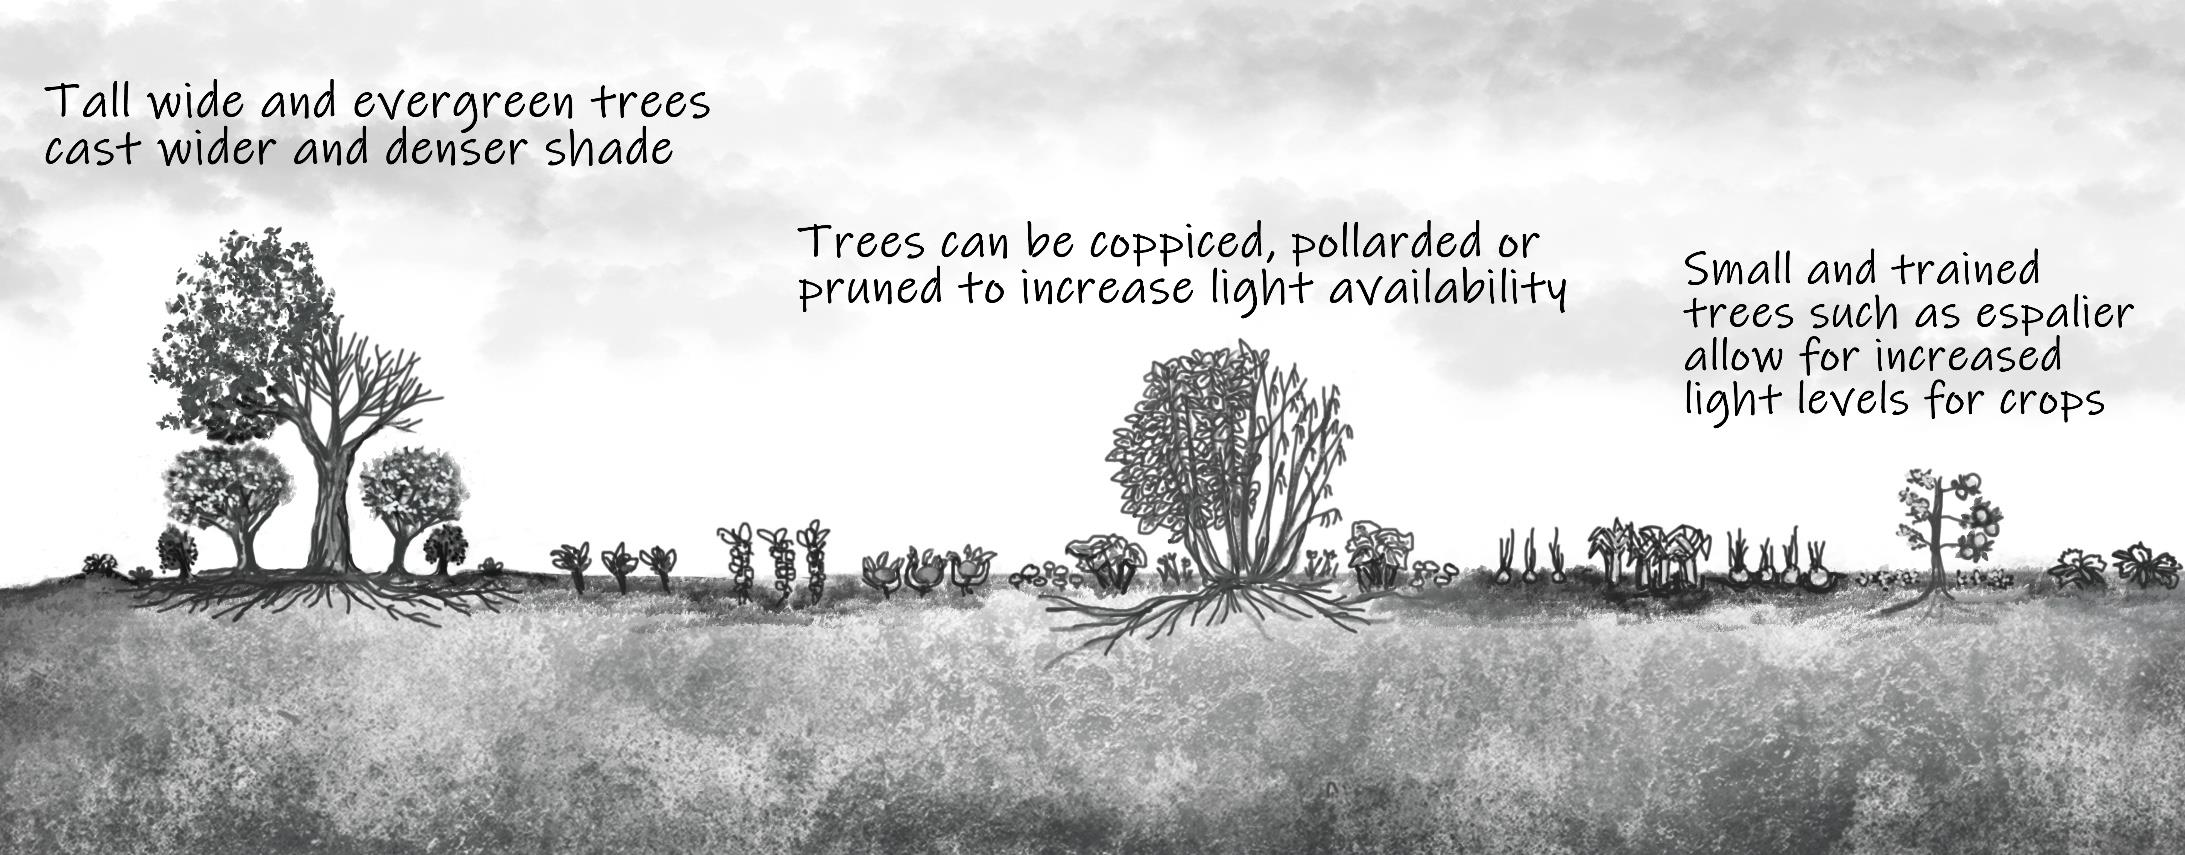 Tall wide and evergreen trees
cast wider and denser shade
Trees can be coppiced, pollarded or
pruned to increase light availability
Small and trained
trees such as espalier
allow for increased
light levels for crops